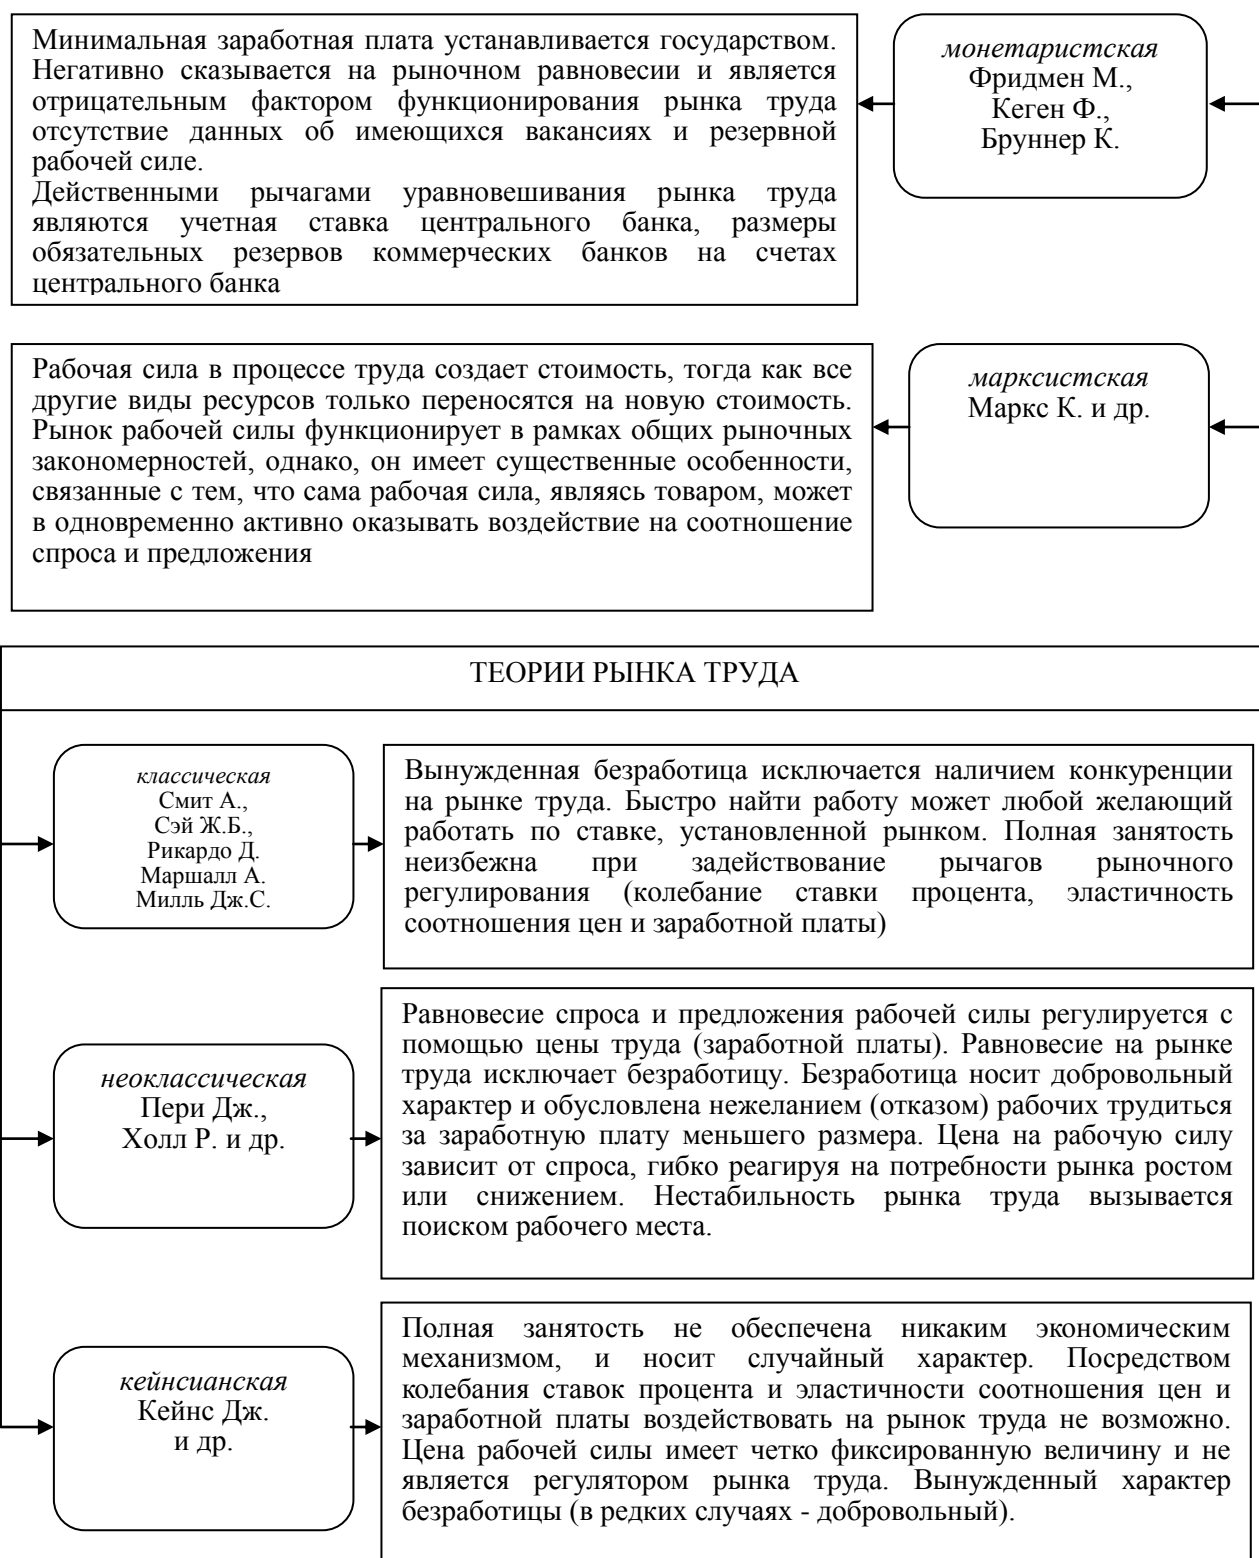 Минимальная заработная плата устанавливается государством.
Негативно сказывается на рыночном равновесии и является
отрицательным фактором функционирования рынка труда
отсутствие данных об имеющихся вакансиях и резервной
рабочей силе.
Действенными рычагами уравновешивания рынка труда
являются учетная ставка центрального банка, размеры
обязательных резервов коммерческих банков на счетах
центрального банка
монетаристская
Фридмен М.,
Кеген Ф.,
Бруннер К.
Рабочая сила в процессе труда создает стоимость, тогда как все
другие виды ресурсов только переносятся на новую стоимость.
Рынок рабочей силы функционирует в рамках общих рыночных
закономерностей, однако, он имеет существенные особенности,
связанные с тем, что сама рабочая сила, являясь товаром, может
в одновременно активно оказывать воздействие на соотношение
спроса и предложения
марксистская
Маркс К. и др.
ТЕОРИИ РЫНКА ТРУДА
классическая
Смит А.,
Сэй Ж.Б.,
Рикардо Д.
Маршалл А.
Милль Дж.С.
Вынужденная безработица исключается наличием конкуренции
на рынке труда. Быстро найти работу может любой желающий
работать по ставке, установленной рынком. Полная занятость
неизбежна при задействование рычагов рыночного
регулирования (колебание ставки процента, эластичность
соотношения цен и заработной платы)
неоклассическая
Пери Дж.,
Холл Р. и др.
Равновесие спроса и предложения рабочей силы регулируется с
помощью цены труда (заработной платы). Равновесие на рынке
труда исключает безработицу. Безработица носит добровольный
характер и обусловлена нежеланием (отказом) рабочих трудиться
за заработную плату меньшего размера. Цена на рабочую силу
зависит от спроса, гибко реагируя на потребности рынка ростом
или снижением. Нестабильность рынка труда вызывается
поиском рабочего места.
кейнсианская
Кейнс Дж.
и др.
Полная занятость не обеспечена никаким экономическим
механизмом, и носит случайный характер. Посредством
колебания ставок процента и эластичности соотношения цен и
заработной платы воздействовать на рынок труда не возможно.
Цена рабочей силы имеет четко фиксированную величину и не
является регулятором рынка труда. Вынужденный характер
безработицы (в редких случаях - добровольный).